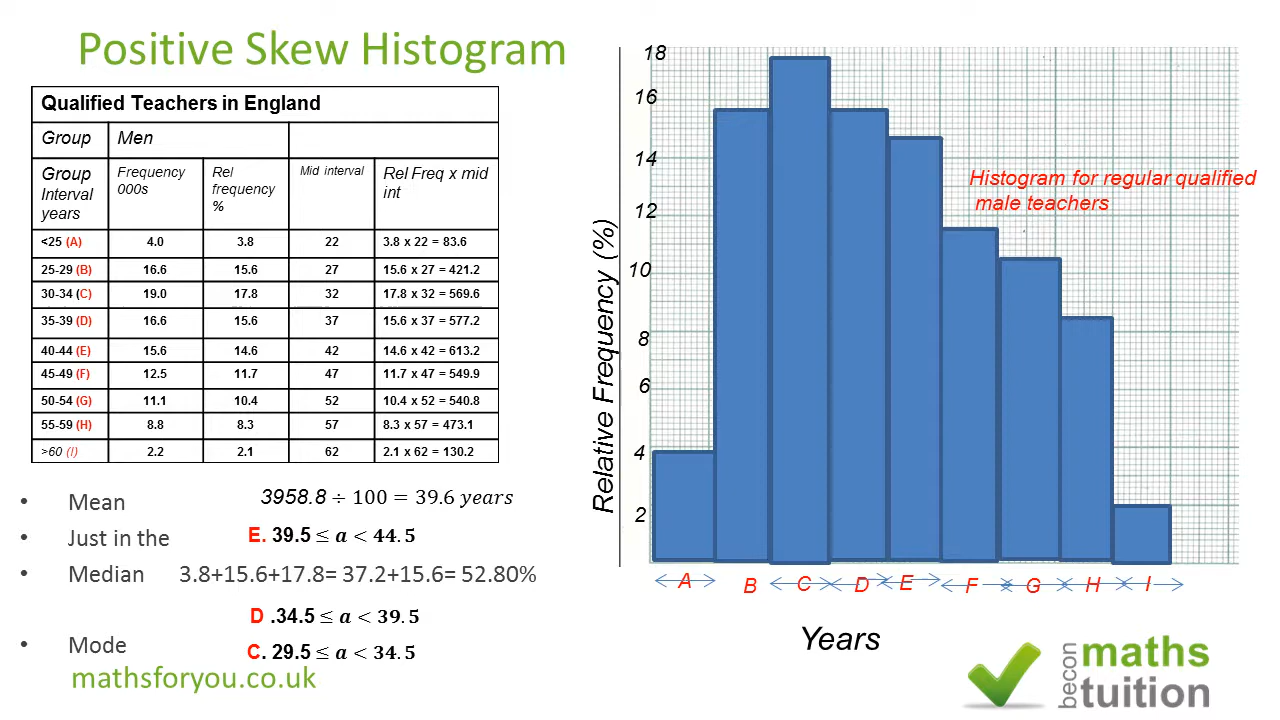 Positive Skew Histogram
Qualified Teachers in England
Group Men
Group Interval years Frequency 000s Rel frequency % Mid interval Rel Freq x mid int
<25 (A) 4.0 3.8 22 3.8 x 22 = 83.6
25-29 (B) 16.6 15.6 27 15.6 x 27 = 421.2
30-34 (C) 19.0 17.8 32 17.8 x 32 = 569.6
35-39 (D) 16.6 15.6 37 15.6 x 37 = 577.2
40-44 (E) 15.6 14.6 42 14.6 x 42 = 613.2
45-49 (F) 12.5 11.7 47 11.7 x 47 = 549.9
50-54 (G) 11.1 10.4 52 10.4 x 52 = 540.8
55-59 (H) 8.8 8.3 57 8.3 x 57 = 473.1
>60 (I) 2.2 2.1 62 2.1 x 62 = 130.2
• Mean 3958.8 ÷ 100 = 39.6 years
• Just in the E. 39.5 ≤ a < 44.5
• Median 3.8+15.6+17.8= 37.2+15.6= 52.80%
D .34.5 ≤ a < 39.5
• Mode C. 29.5 ≤ a < 34.5
mathsforyou.co.uk
18
16
14
12
10
8
6
4
2
Relative Frequency (%)
Histogram for regular qualified
male teachers
A B C D E F G H I
Years
becon
maths
tuition